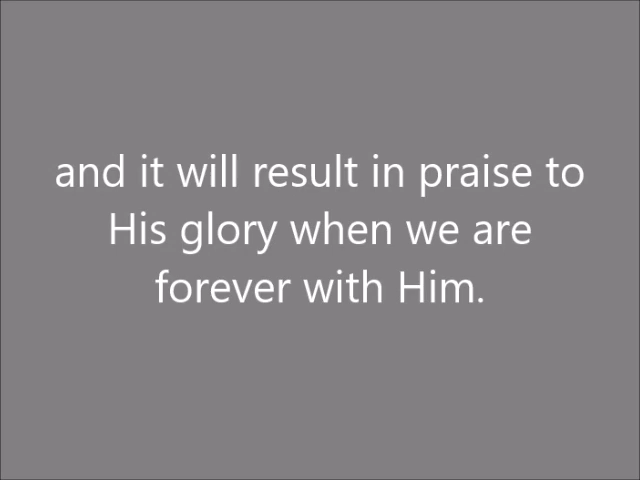 and it will result in praise to
His glory when we are
forever with Him.